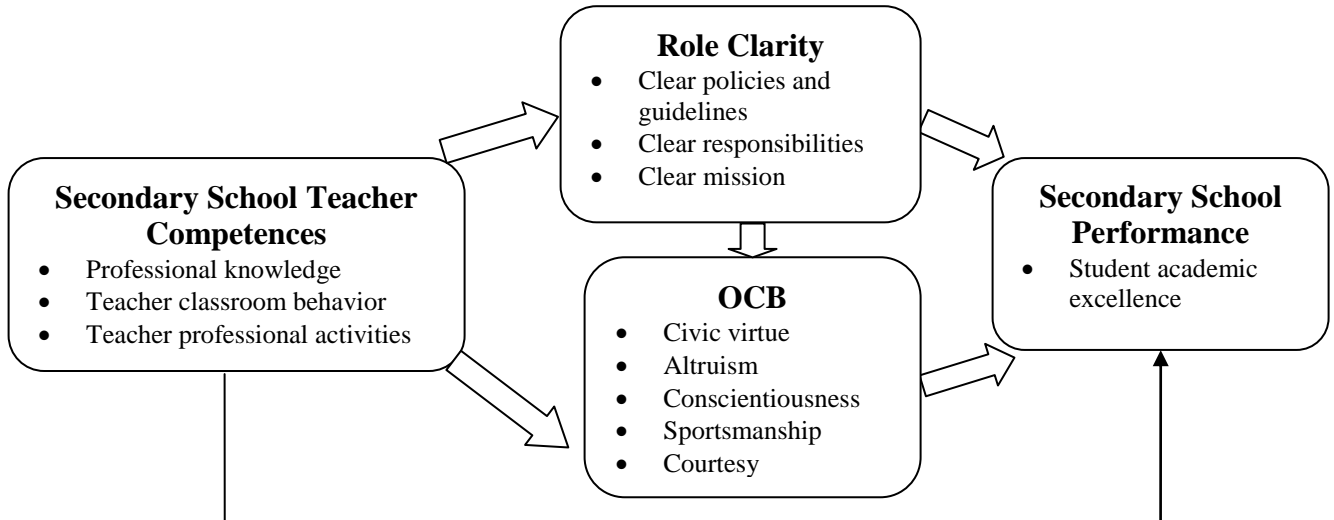 Role Clarity
• Clear policies and
guidelines
• Clear responsibilities
• Clear mission
Secondary School Teacher
Competences
• Professional knowledge
• Teacher classroom behavior
• Teacher professional activities
OCB
• Civic virtue
• Altruism
• Conscientiousness
• Sportsmanship
• Courtesy
Secondary School
Performance
• Student academic
excellence